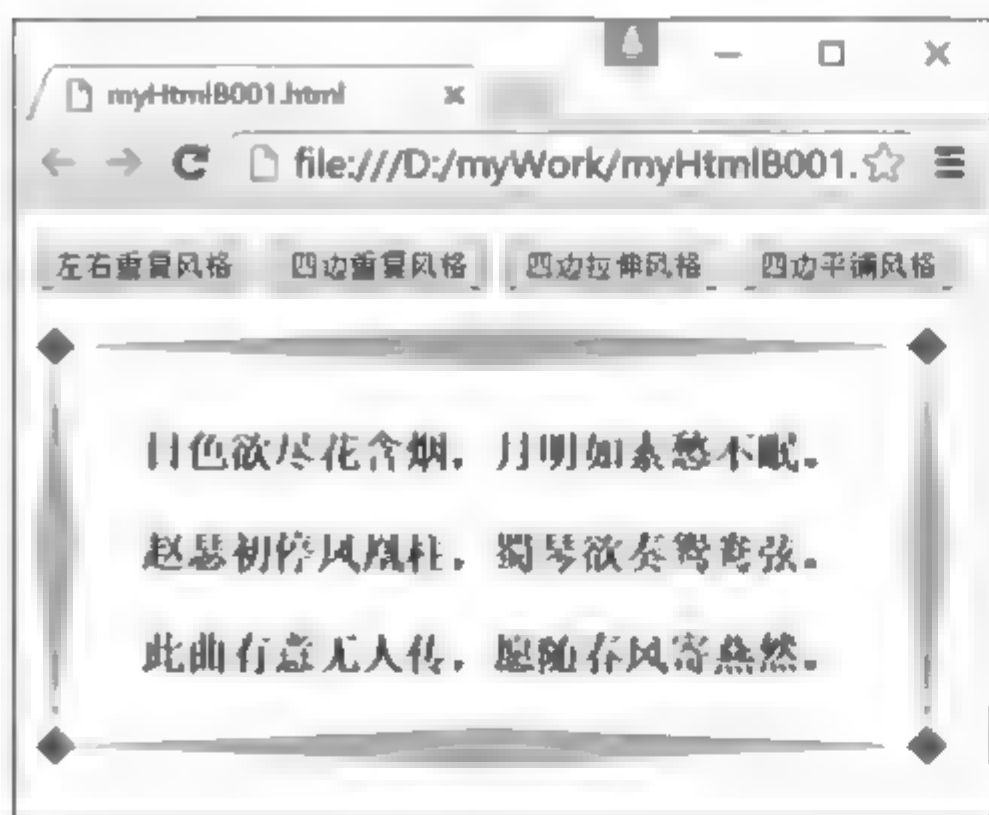 myHtmlB001.html
file:///D:/myWork/myHtmlB001.
左右重复风格 四边重复风格 四边拉伸风格 四边平铺风格
日色欲尽花含烟，月明如素愁不眠。
赵瑟初停凤凰柱，蜀琴欲奏鸳鸯弦。
此曲有意无人传，愿随春风寄燕然。